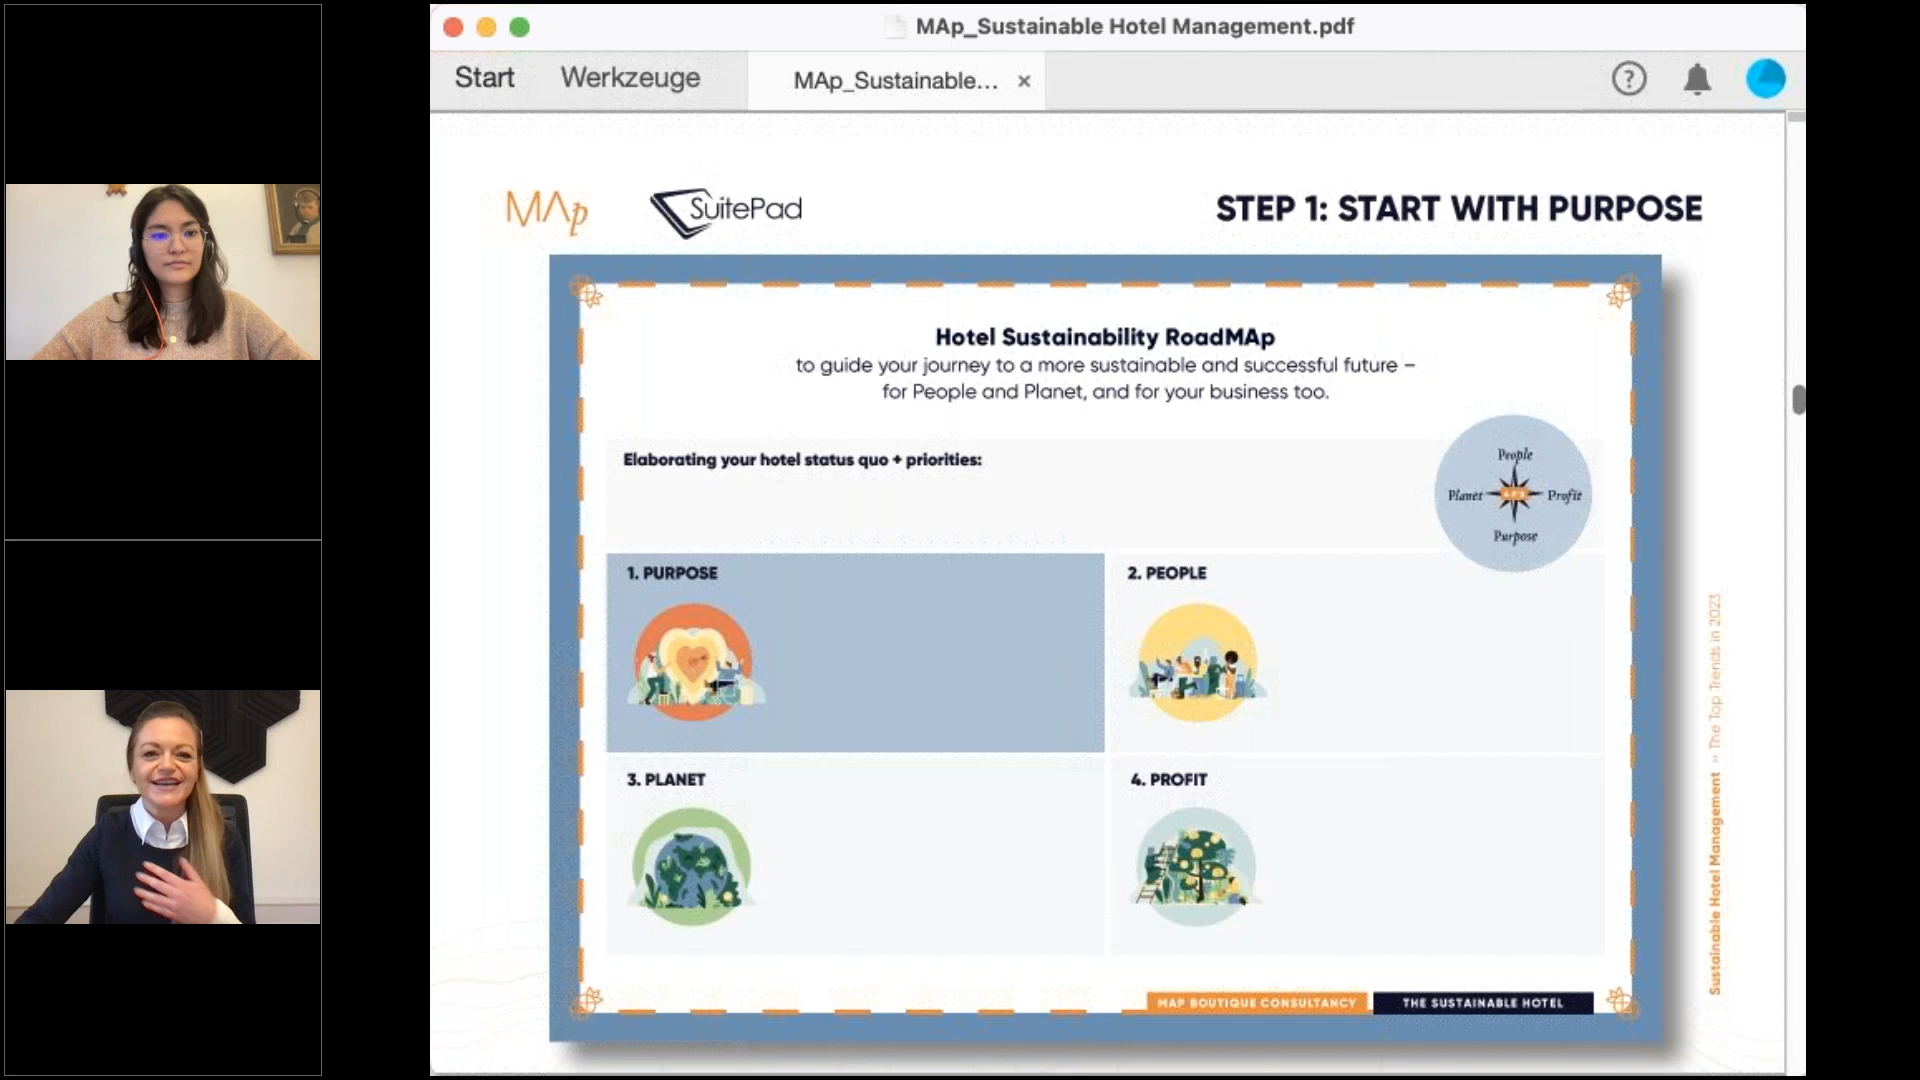 MAp_Sustainable Hotel Management.pdf
Start
Werkzeuge
MAp_Sustainable... ×
?
MAp
SuitePad
STEP 1: START WITH PURPOSE
Hotel Sustainability RoadMAp
to guide your journey to a more sustainable and successful future –
for People and Planet, and for your business too.
Elaborating your hotel status quo + priorities:
People
Planet
Profit
Purpose
1. PURPOSE
2. PEOPLE
3. PLANET
4. PROFIT
MAP BOUTIQUE CONSULTANCY
THE SUSTAINABLE HOTEL
Sustainable Hotel Management » The Top Trends in 2023